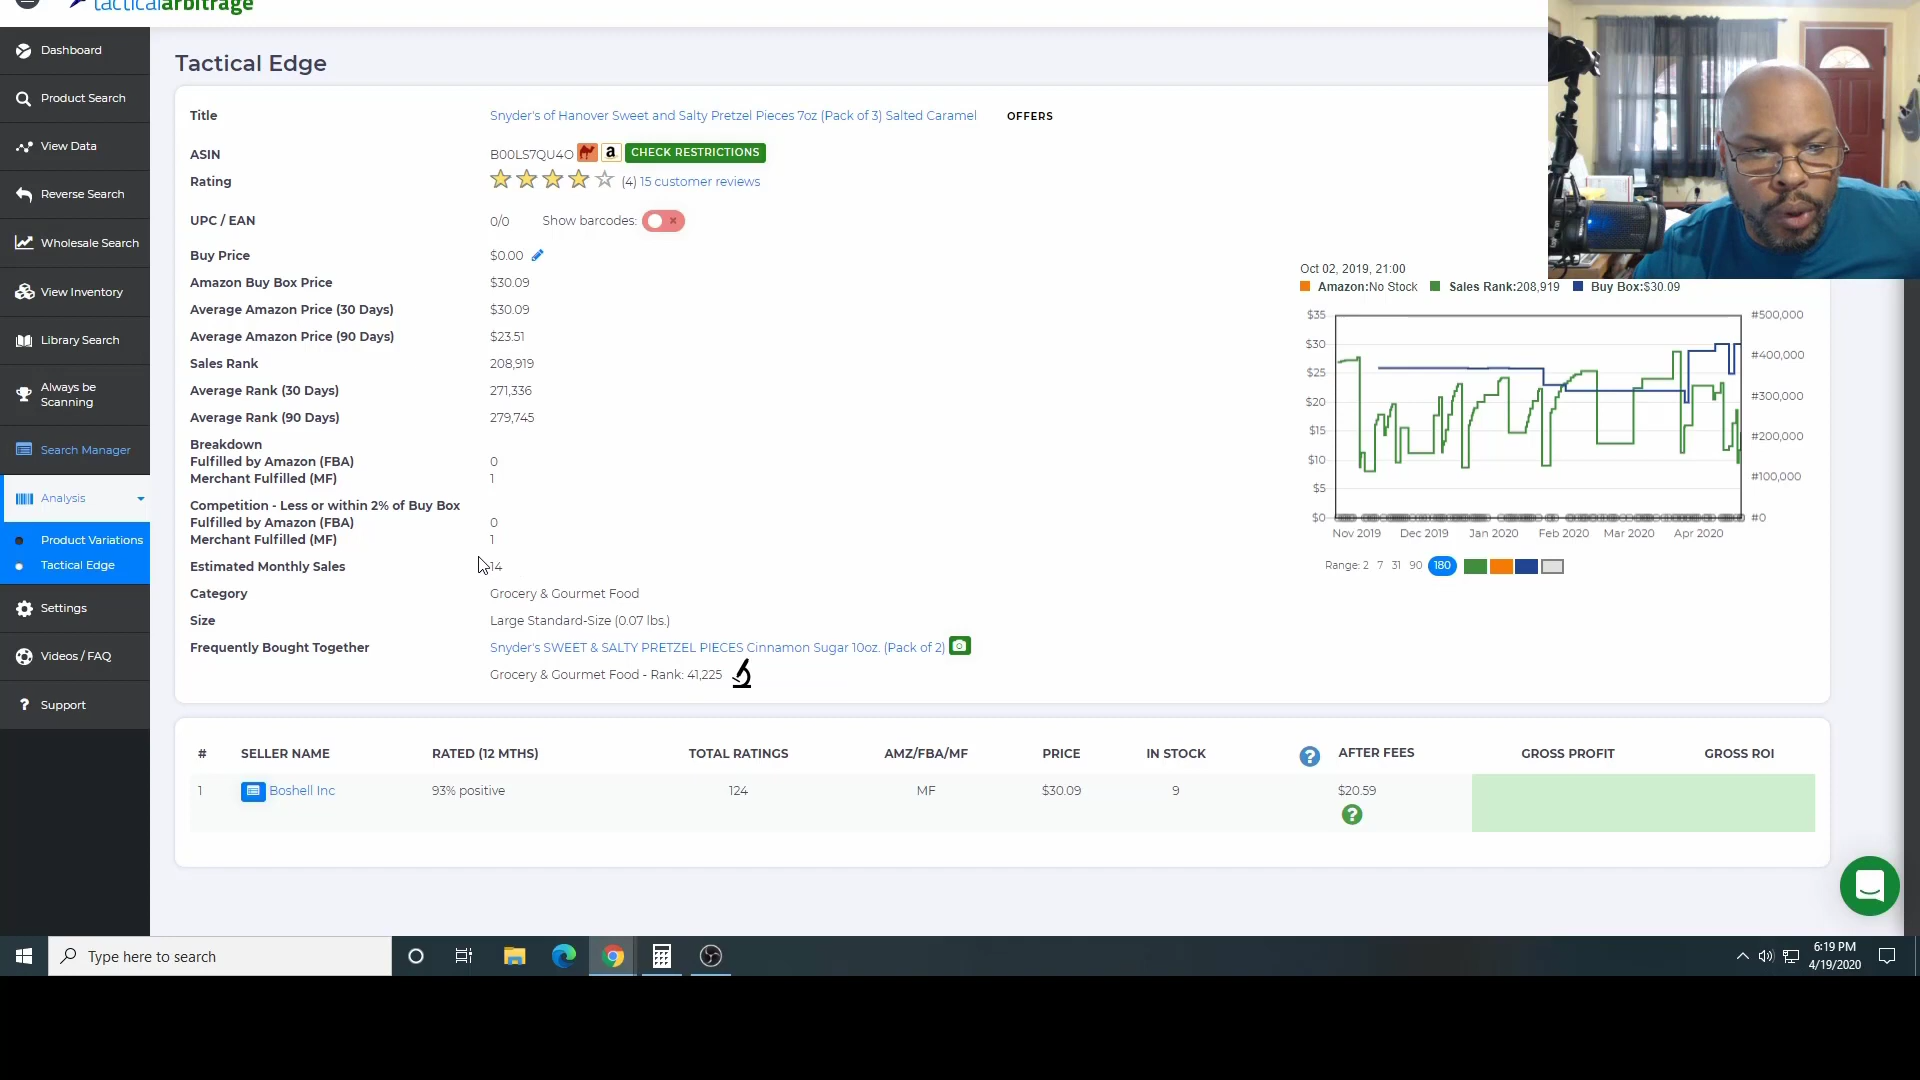 tacticalarbitrage
Dashboard
Product Search
View Data
Reverse Search
Wholesale Search
View Inventory
Library Search
Always be
Scanning
Search Manager
Analysis
Product Variations
Tactical Edge
Settings
Videos / FAQ
? Support
Tactical Edge
Title Snyder's of Hanover Sweet and Salty Pretzel Pieces 7oz (Pack of 3) Salted Caramel OFFERS
ASIN B00LS7QU4O a CHECK RESTRICTIONS
Rating (4) 15 customer reviews
UPC / EAN 0/0 Show barcodes:
Buy Price $0.00
Amazon Buy Box Price $30.09
Average Amazon Price (30 Days) $30.09
Average Amazon Price (90 Days) $23.51
Sales Rank 208,919
Average Rank (30 Days) 271,336
Average Rank (90 Days) 279,745
Breakdown
Fulfilled by Amazon (FBA) 0
Merchant Fulfilled (MF) 1
Competition - Less or within 2% of Buy Box
Fulfilled by Amazon (FBA) 0
Merchant Fulfilled (MF) 1
Estimated Monthly Sales 14
Category Grocery & Gourmet Food
Size Large Standard-Size (0.07 lbs.)
Frequently Bought Together Snyder's SWEET & SALTY PRETZEL PIECES Cinnamon Sugar 10oz. (Pack of 2)
Grocery & Gourmet Food - Rank: 41,225
Oct 02, 2019, 21:00
Amazon:No Stock Sales Rank:208,919 Buy Box:$30.09
$35 #500,000
$30
#400,000
$25
$20 #300,000
$15 #200,000
$10
#100,000
$5
$0 #0
Nov 2019 Dec 2019 Jan 2020 Feb 2020 Mar 2020 Apr 2020
Range: 2 7 31 90 180
# SELLER NAME RATED (12 MTHS) TOTAL RATINGS AMZ/FBA/MF PRICE IN STOCK ? AFTER FEES GROSS PROFIT GROSS ROI
1 Boshell Inc 93% positive 124 MF $30.09 9 $20.59
?
Type here to search
6:19 PM
4/19/2020